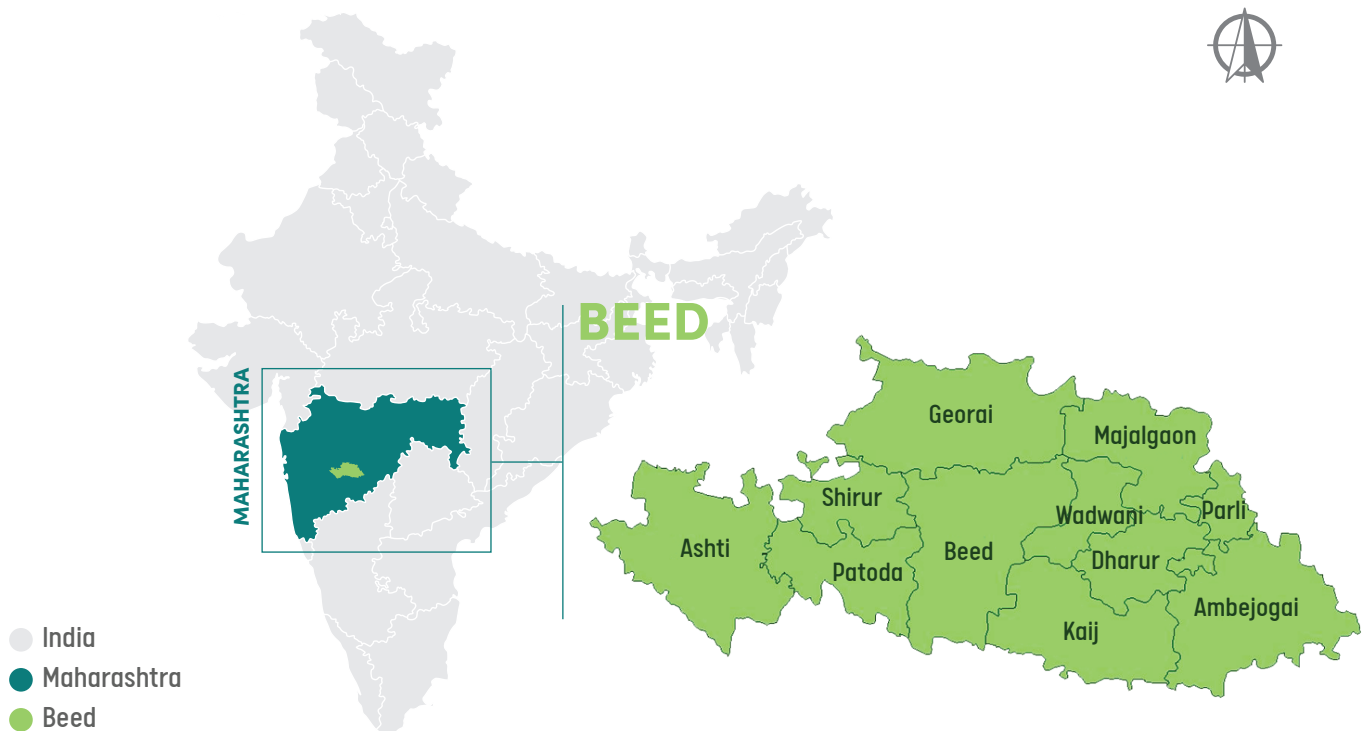 BEED
MAHARASHTRA
Georai
Majalgaon
Shirur
Wadwani
Parli
Ashti
Beed
Patoda
Dharur
Ambejogai
Kaij
India
Maharashtra
Beed